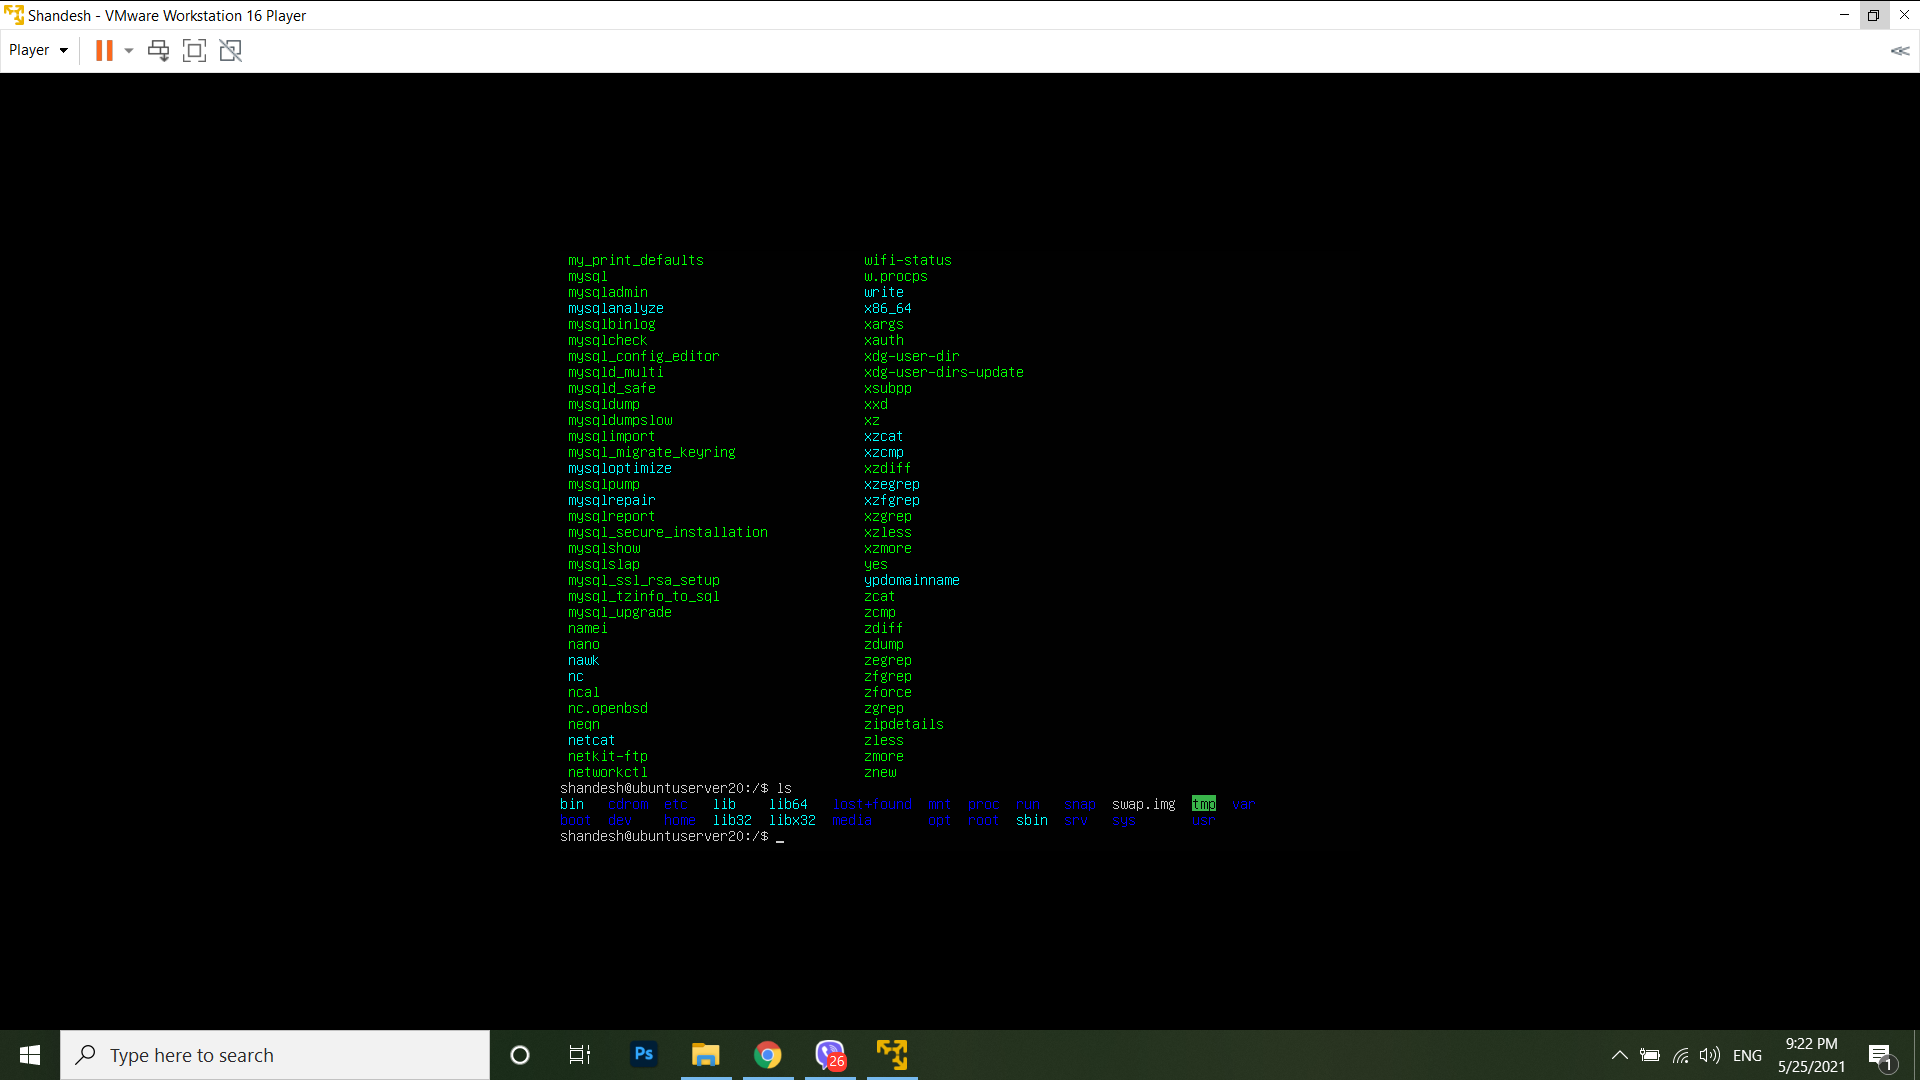 Shandesh - VMware Workstation 16 Player
Player
my_print_defaults wifi-status
mysql w.procps
mysqladmin write
mysqlanalyze x86_64
mysqlbinlog xargs
mysqlcheck xauth
mysql_config_editor xdg-user-dir
mysqld_multi xdg-user-dirs-update
mysqld_safe xsubpp
mysqldump xxd
mysqldumpslow xz
mysqlimport xzcat
mysql_migrate_keyring xzcmp
mysqloptimize xzdiff
mysqlpump xzegrep
mysqlrepair xzfgrep
mysqlreport xzgrep
mysql_secure_installation xzless
mysqlshow xzmore
mysqlslap yes
mysql_ssl_rsa_setup ypdomainname
mysql_tzinfo_to_sql zcat
mysql_upgrade zcmp
namei zdiff
nano zdump
nawk zegrep
nc zfgrep
ncal zforce
nc.openbsd zgrep
neqn zipdetails
netcat zless
netkit-ftp zmore
networkctl znew
shandesh@ubuntuserver20:/$ ls
bin cdrom etc lib lib64 lost+found mnt proc run snap swap.img tmp var
boot dev home lib32 libx32 media opt root sbin srv sys usr
shandesh@ubuntuserver20:/$ _
Type here to search
Ps
26
ENG
9:22 PM
5/25/2021
1